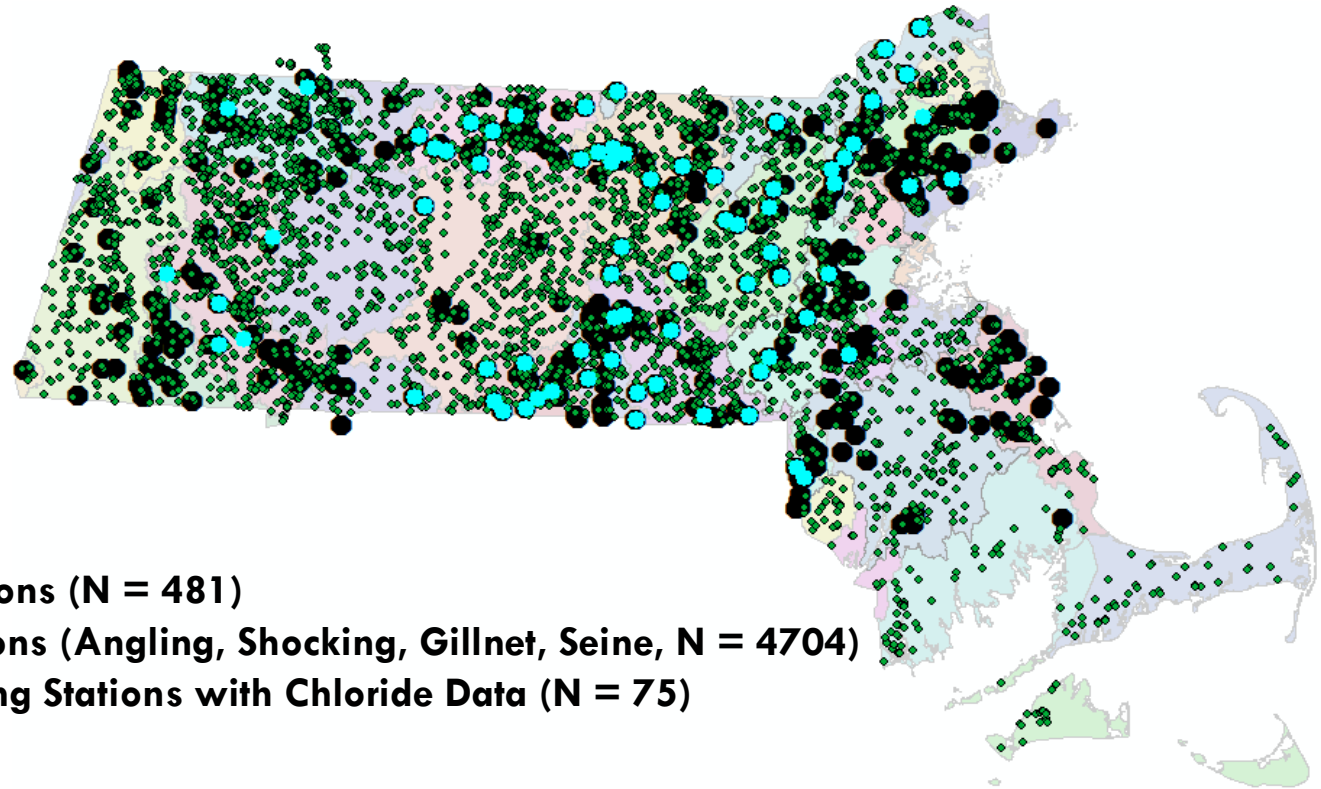 ons (N = 481)
ons (Angling, Shocking, Gillnet, Seine, N = 4704)
ng Stations with Chloride Data (N = 75)